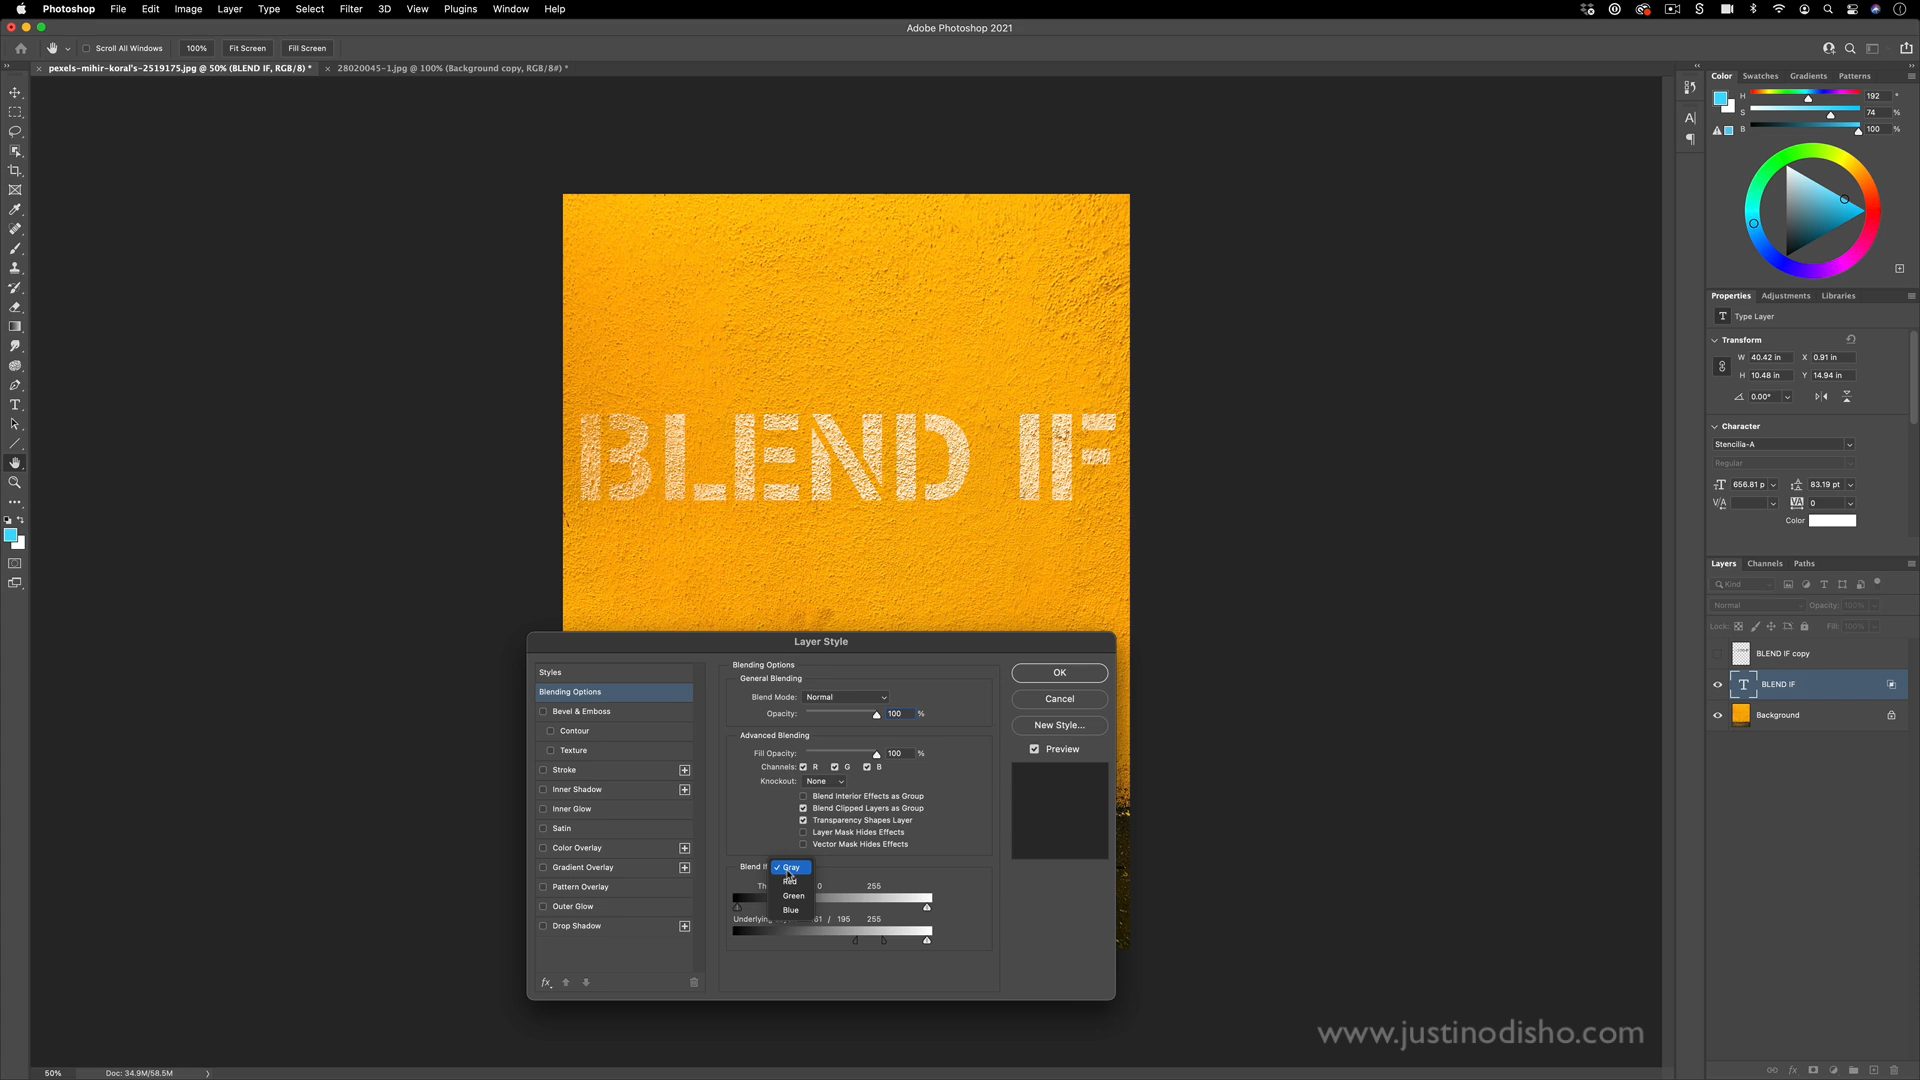 Photoshop File Edit Image Layer Type Select Filter 3D View Plugins Window Help
Adobe Photoshop 2021
Scroll All Windows 100% Fit Screen Fill Screen
pexels-mihir-koral's-2519175.jpg @ 50% (BLEND IF, RGB/8) *
28020045-1.jpg @ 100% (Background copy, RGB/8#) *
Color Swatches Gradients Patterns
H 192 °
S 74 %
B 100 %
Properties Adjustments Libraries
Type Layer
Transform
W 40.42 in X 0.91 in
H 10.48 in Y 14.94 in
0.00°
Character
Stencilia-A
Regular
656.81 p 83.19 pt
0
Color
Layers Channels Paths
Kind
Normal Opacity: 100%
Lock: Fill: 100%
BLEND IF copy
BLEND IF
Background
BLEND IF
Layer Style
Styles
Blending Options
Bevel & Emboss
Contour
Texture
Stroke
Inner Shadow
Inner Glow
Satin
Color Overlay
Gradient Overlay
Pattern Overlay
Outer Glow
Drop Shadow
fx
Blending Options
General Blending
Blend Mode: Normal
Opacity: 100 %
Advanced Blending
Fill Opacity: 100 %
Channels: R G B
Knockout: None
Blend Interior Effects as Group
Blend Clipped Layers as Group
Transparency Shapes Layer
Layer Mask Hides Effects
Vector Mask Hides Effects
Blend If
Gray
Red
Green
Blue
0 255
Underlying / 195 255
OK
Cancel
New Style...
Preview
www.justinodisho.com
50% Doc: 34.9M/58.5M